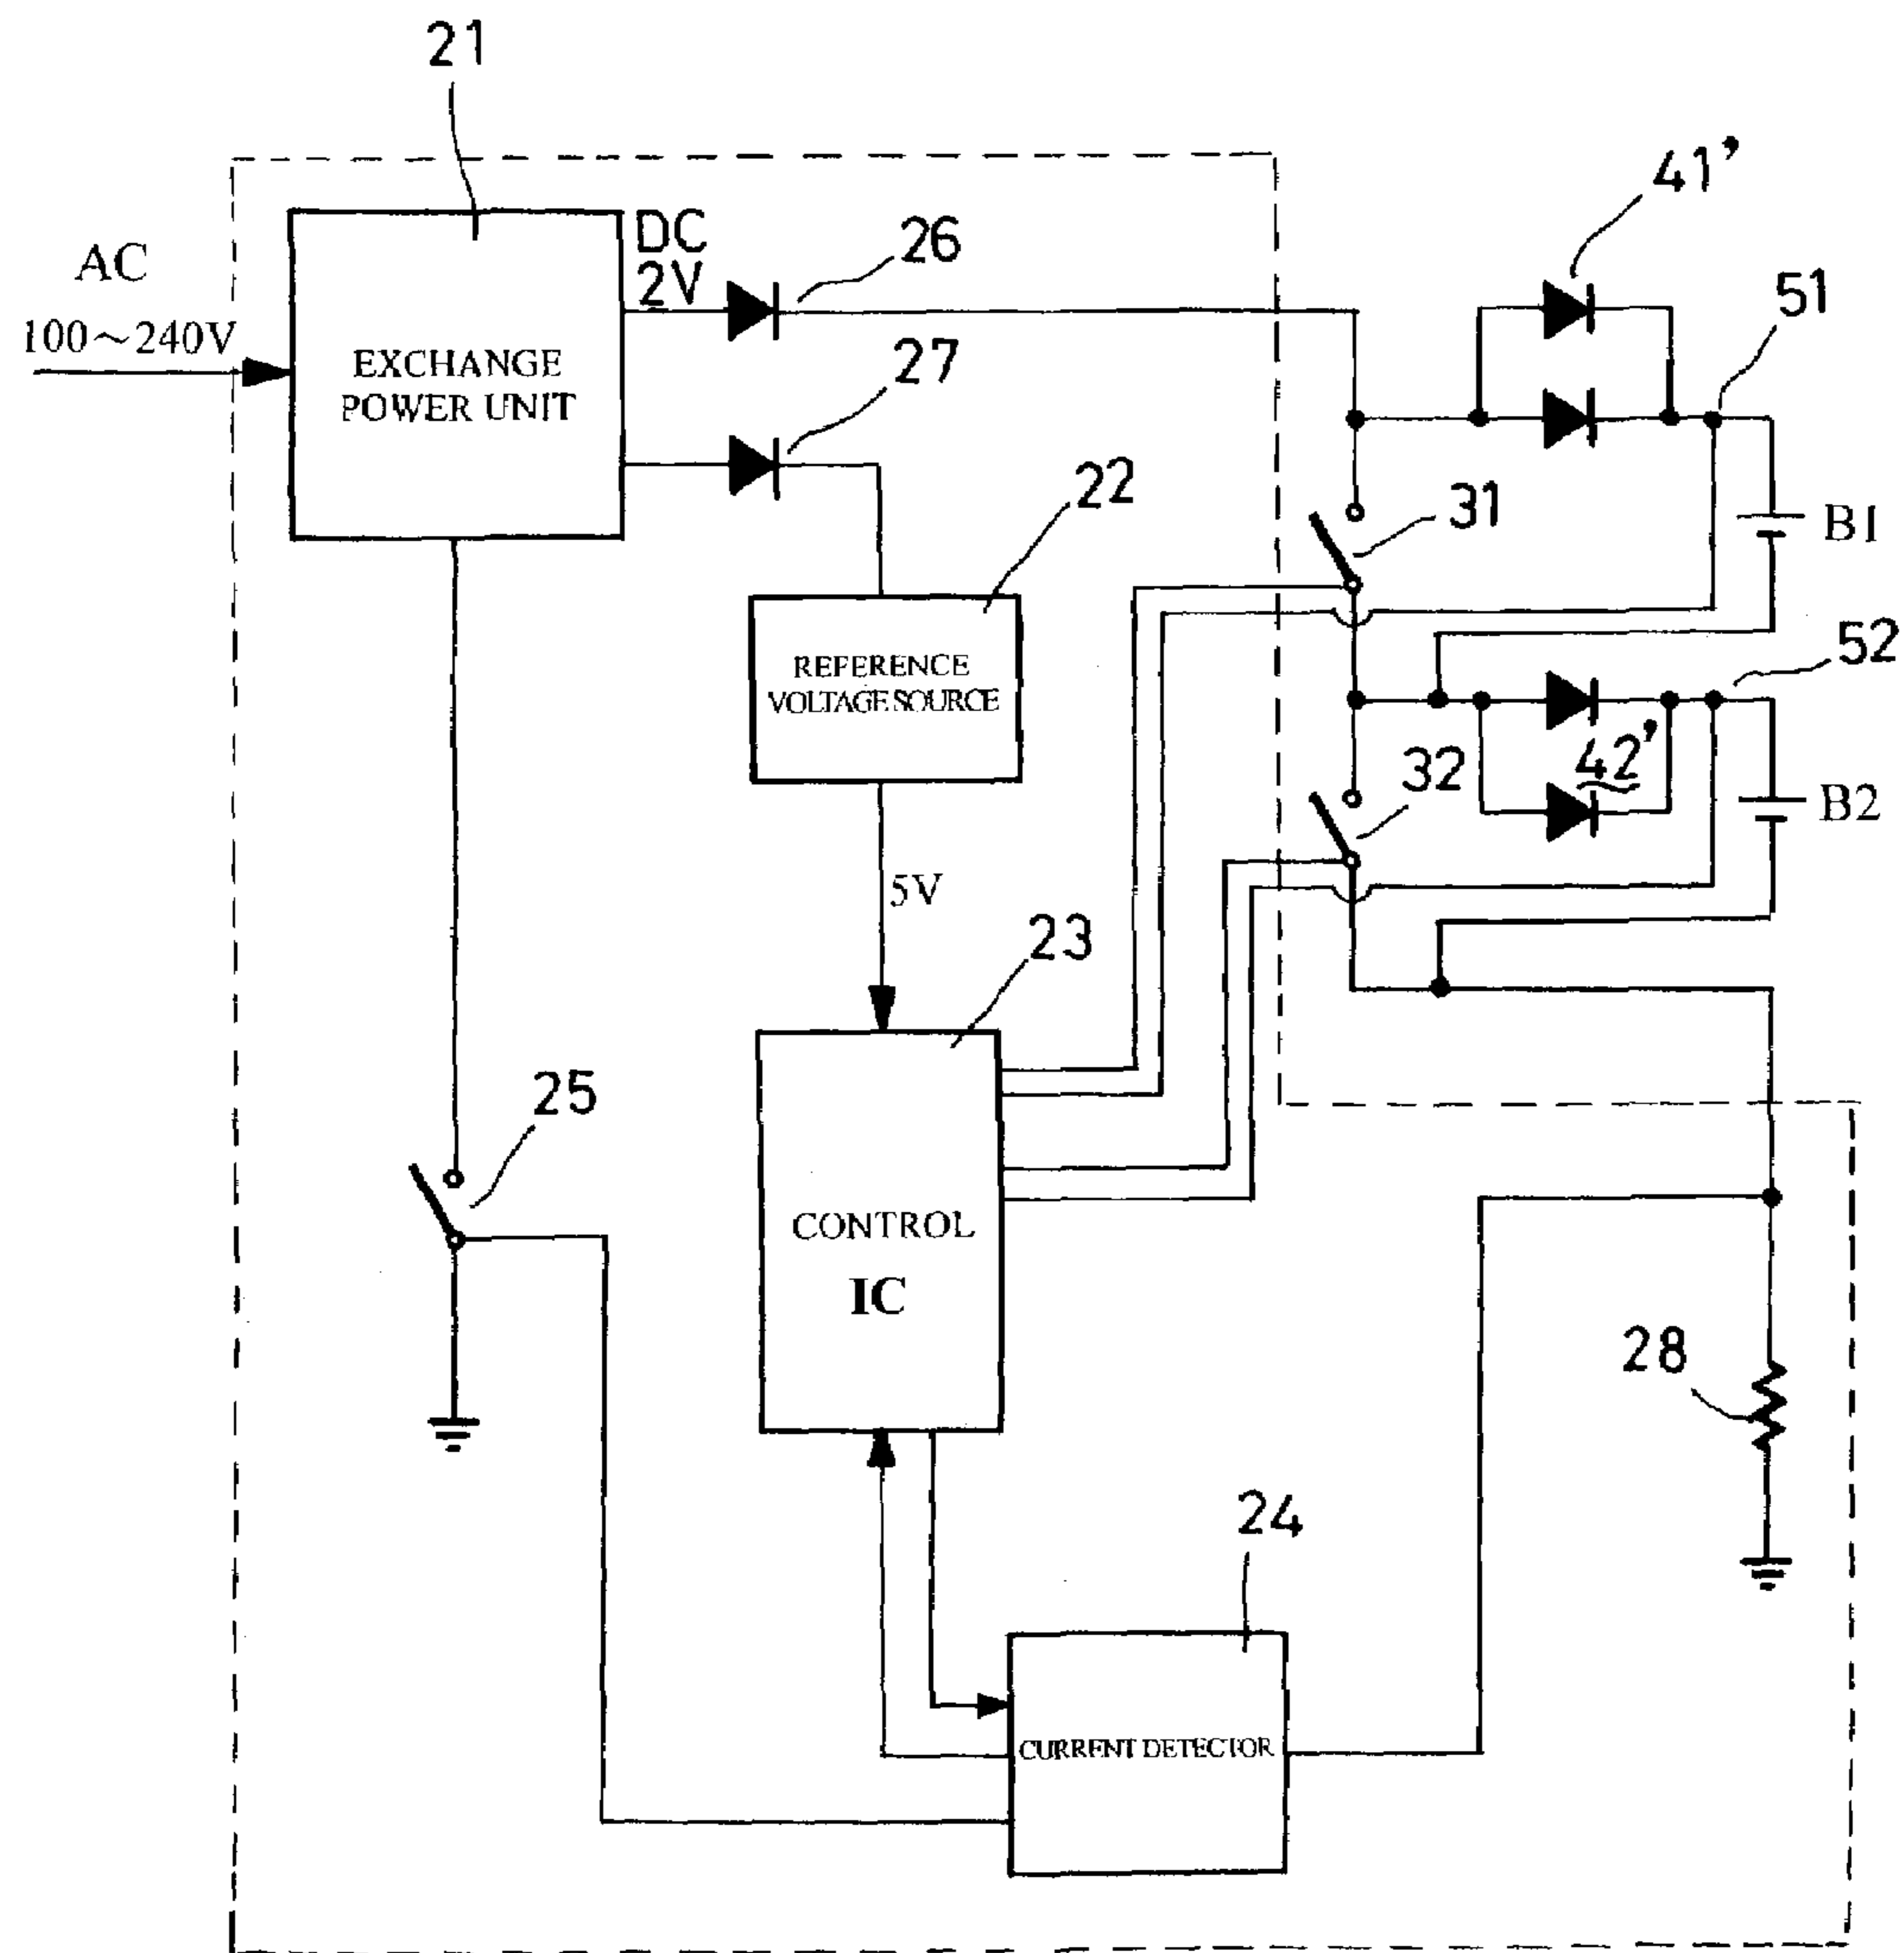 21
41'
DC
2V
26
AC
51
100~240V
EXCHANGE
POWER UNIT
27
22
31
B1
REFERENCE
VOLTAGE SOURCE
52
42'
32
B2
5V
23
25
CONTROL
IC
28
24
CURRENT DETECTOR